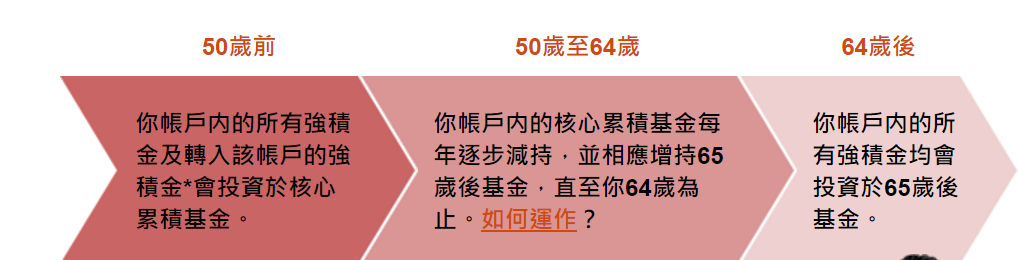 50歲前
50歲至64歲
64歲後
你帳戶內的所有強積
金及轉入該帳戶的強
積金*會投資於核心
累積基金。
你帳戶內的核心累積基金每
年逐步減持，並相應增持65
歲後基金，直至你64歲為
止。如何運作？
你帳戶內的所
有強積金均會
投資於65歲後
基金。